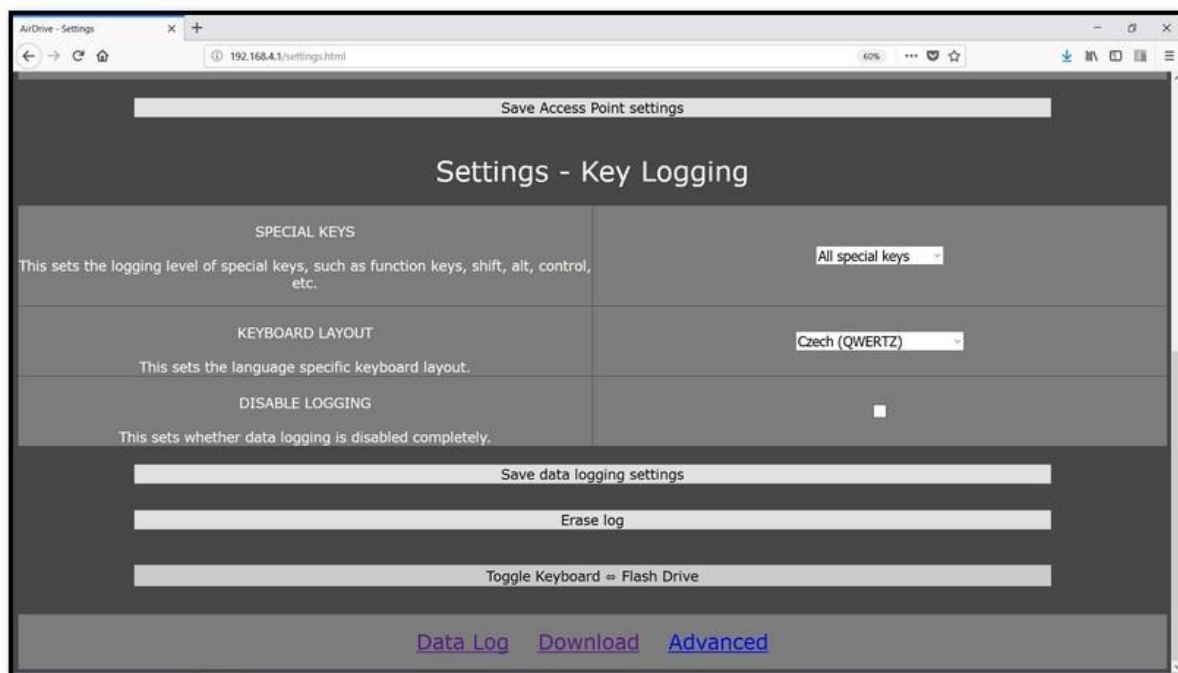 AirDrive - Settings
192.168.4.1/settings.html
60%
Save Access Point settings
Settings - Key Logging
SPECIAL KEYS
This sets the logging level of special keys, such as function keys, shift, alt, control,
etc.
All special keys
KEYBOARD LAYOUT
This sets the language specific keyboard layout.
Czech (QWERTZ)
DISABLE LOGGING
This sets whether data logging is disabled completely.
Save data logging settings
Erase log
Toggle Keyboard ⇔ Flash Drive
Data Log Download Advanced